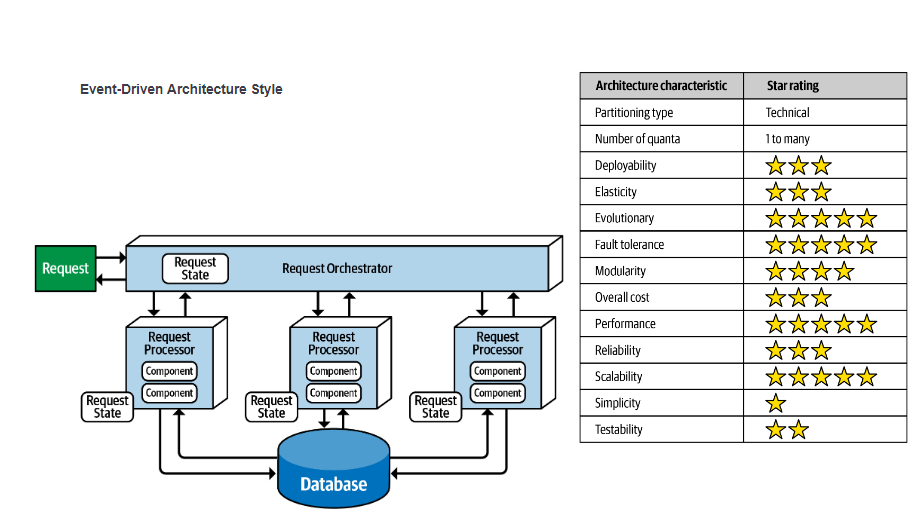 Event-Driven Architecture Style
Request
Request
State
Request Orchestrator
Request
Processor
Component
Component
Request
State
Request
Processor
Component
Component
Request
State
Request
Processor
Component
Component
Request
State
Database
Architecture characteristic Star rating
Partitioning type Technical
Number of quanta 1 to many
Deployability
Elasticity
Evolutionary
Fault tolerance
Modularity
Overall cost
Performance
Reliability
Scalability
Simplicity
Testability